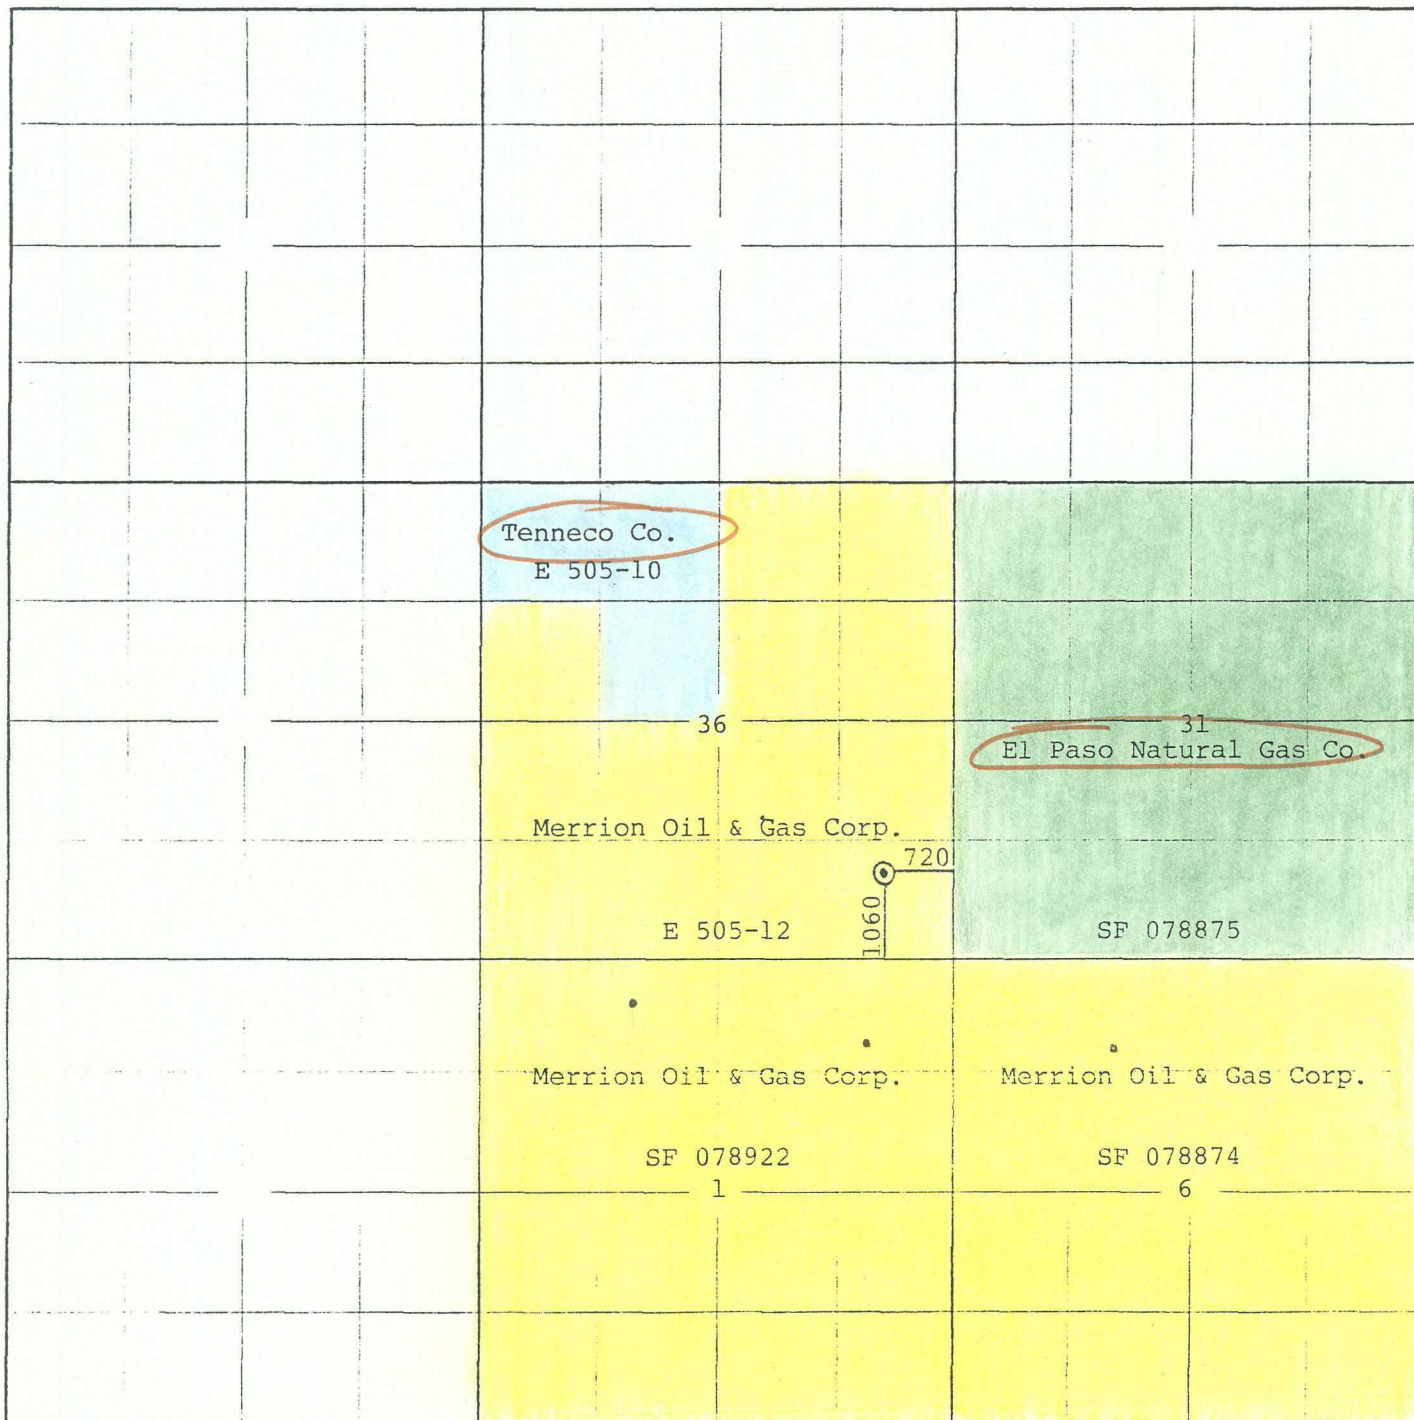 Tenneco Co.
E 505-10
36
31
El Paso Natural Gas Co.
Merrion Oil & Gas Corp.
720
1060
E 505-12
SF 078875
Merrion Oil & Gas Corp.
Merrion Oil & Gas Corp.
SF 078922
SF 078874
1
6